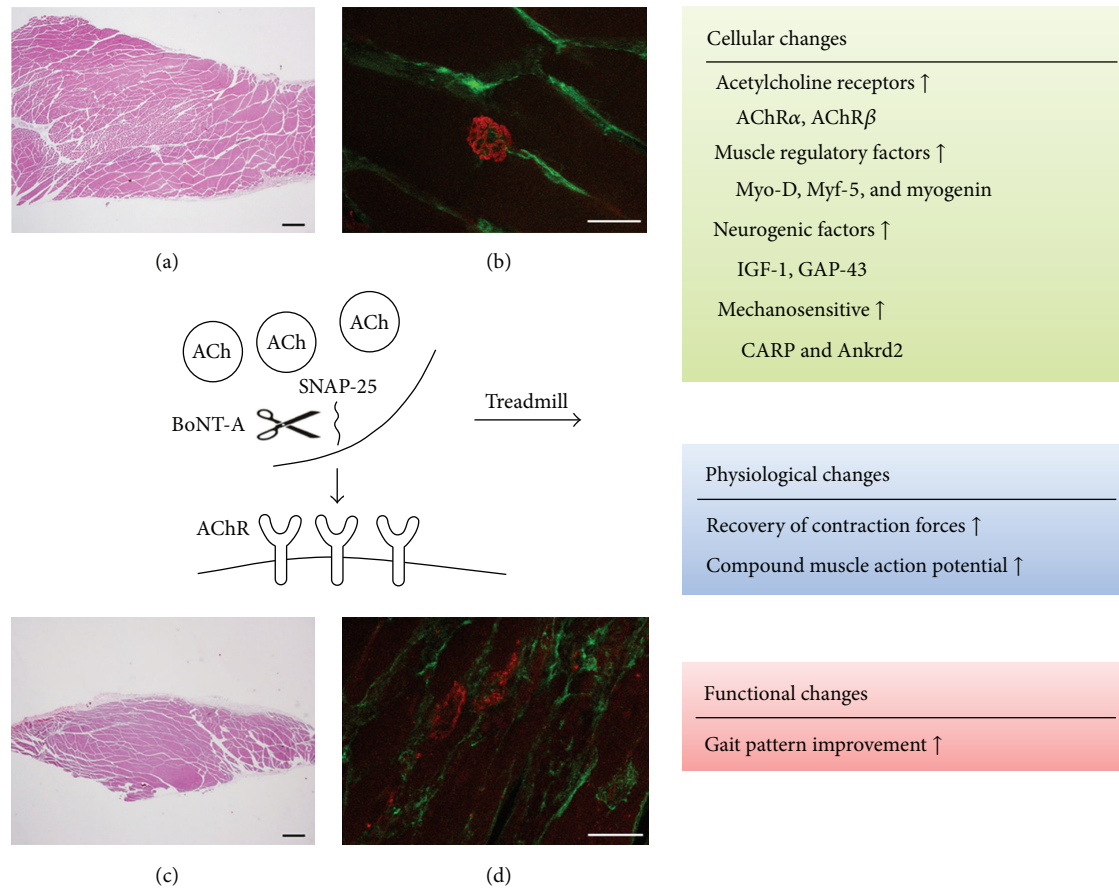 (a)
(b)
ACh
ACh
ACh
SNAP-25
BoNT-A
Treadmill
AChR
(c)
(d)
Cellular changes
Acetylcholine receptors ↑
AChRα, AChRβ
Muscle regulatory factors ↑
Myo-D, Myf-5, and myogenin
Neurogenic factors ↑
IGF-1, GAP-43
Mechanosensitive ↑
CARP and Ankrd2
Physiological changes
Recovery of contraction forces ↑
Compound muscle action potential ↑
Functional changes
Gait pattern improvement ↑